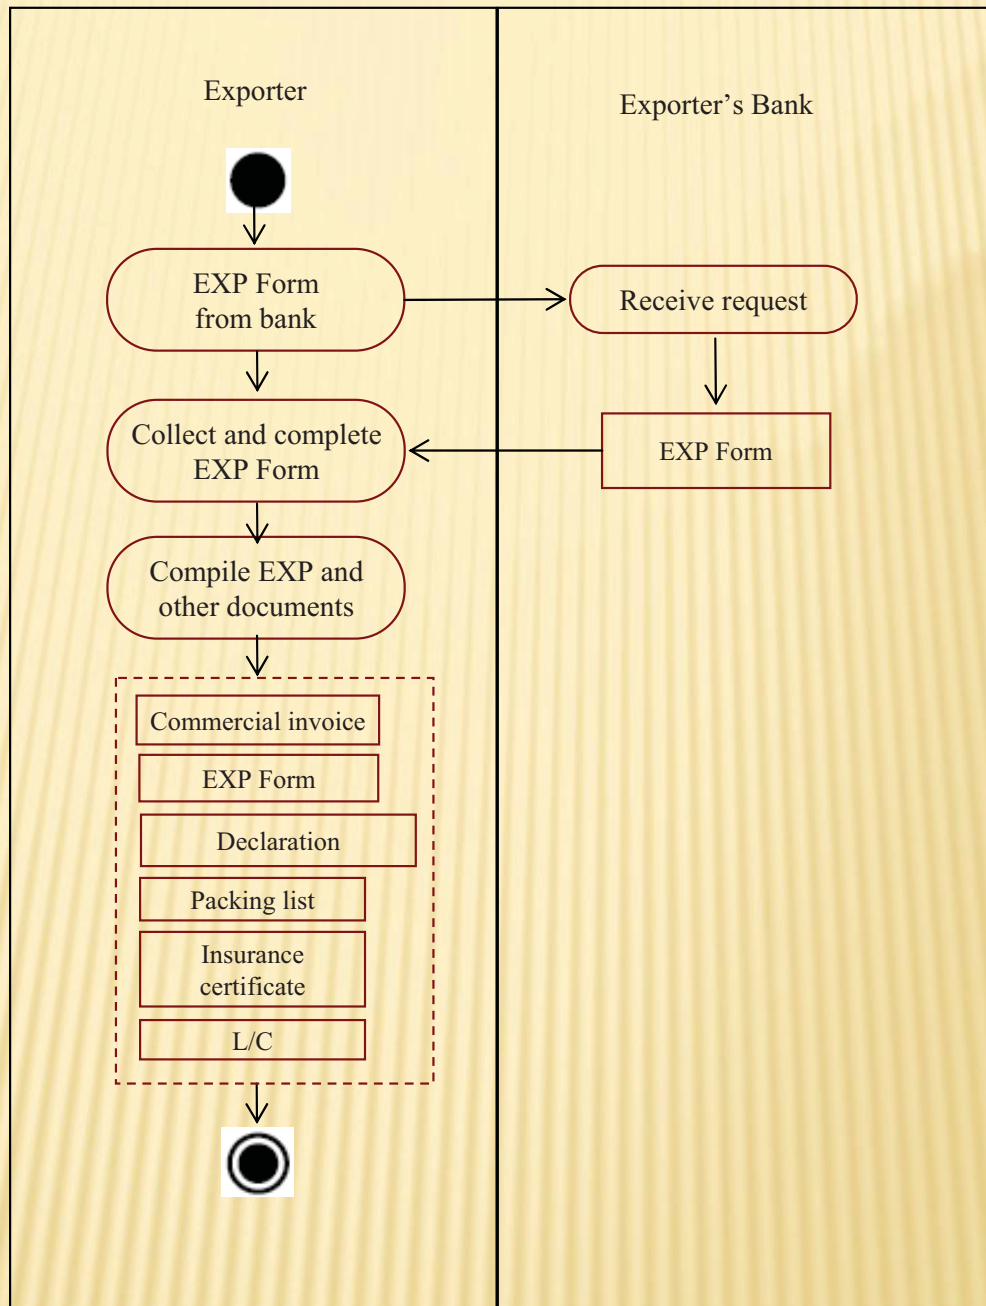 Exporter
Exporter’s Bank
EXP Form
from bank
Receive request
Collect and complete
EXP Form
EXP Form
Compile EXP and
other documents
Commercial invoice
EXP Form
Declaration
Packing list
Insurance
certificate
L/C